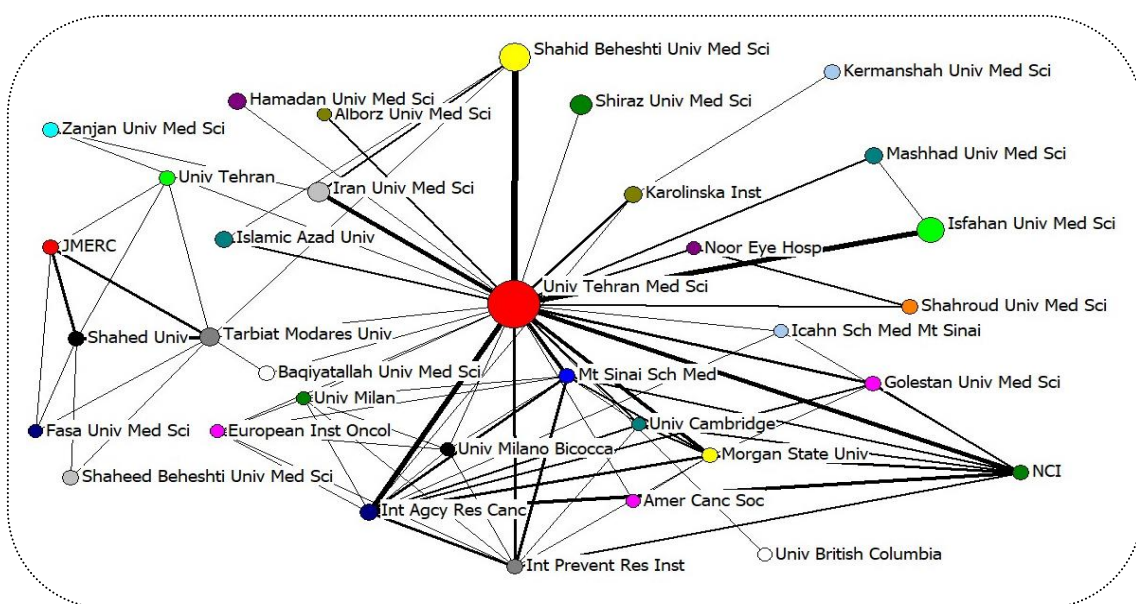 Shahid Beheshti Univ Med Sci
Kermanshah Univ Med Sci
Hamadan Univ Med Sci
Shiraz Univ Med Sci
Alborz Univ Med Sci
Zanjan Univ Med Sci
Mashhad Univ Med Sci
Univ Tehran
Iran Univ Med Sci
Karolinska Inst
Isfahan Univ Med Sci
Islamic Azad Univ
JMERC
Noor Eye Hosp
Univ Tehran Med Sci
Shahroud Univ Med Sci
Shahed Univ
Tarbiat Modares Univ
Icahn Sch Med Mt Sinai
Baqiyatallah Univ Med Sci
Mt Sinai Sch Med
Golestan Univ Med Sci
Univ Milan
Fasa Univ Med Sci
European Inst Oncol
Univ Cambridge
Univ Milano Bicocca
Morgan State Univ
Shaheed Beheshti Univ Med Sci
NCI
Int Agcy Res Canc
Amer Canc Soc
Univ British Columbia
Int Prevent Res Inst